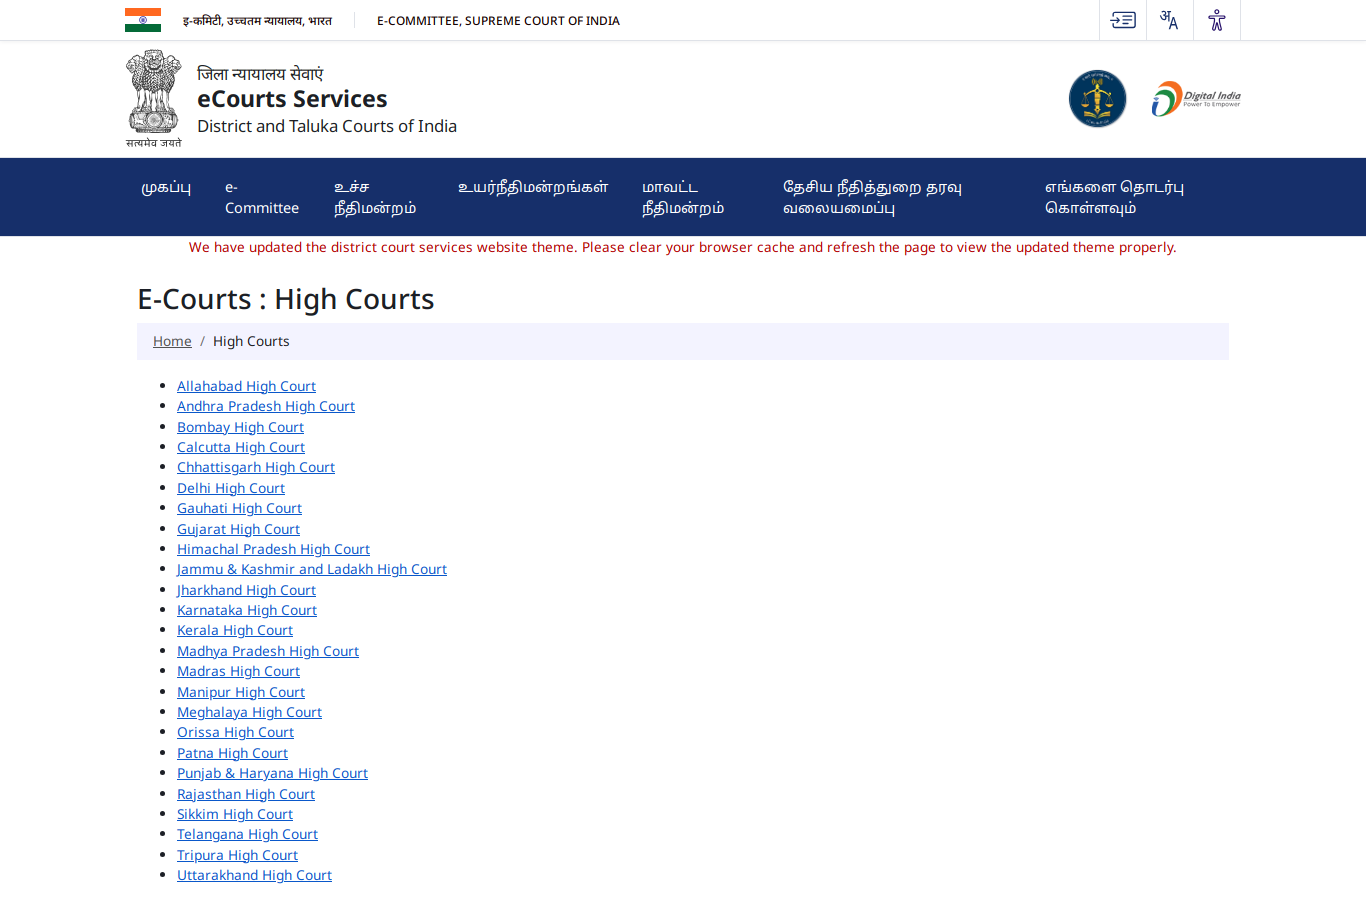 इ-कमिटी, उच्चतम न्यायालय, भारत
E-COMMITTEE, SUPREME COURT OF INDIA
अ A
जिला न्यायालय सेवाएं
eCourts Services
District and Taluka Courts of India
सत्यमेव जयते
Digital India
Power To Empower
முகப்பு
e-
Committee
உச்ச
நீதிமன்றம்
உயர்நீதிமன்றங்கள்
மாவட்ட
நீதிமன்றம்
தேசிய நீதித்துறை தரவு
வலையமைப்பு
எங்களை தொடர்பு
கொள்ளவும்
We have updated the district court services website theme. Please clear your browser cache and refresh the page to view the updated theme properly.
E-Courts : High Courts
Home / High Courts
Allahabad High Court
Andhra Pradesh High Court
Bombay High Court
Calcutta High Court
Chhattisgarh High Court
Delhi High Court
Gauhati High Court
Gujarat High Court
Himachal Pradesh High Court
Jammu & Kashmir and Ladakh High Court
Jharkhand High Court
Karnataka High Court
Kerala High Court
Madhya Pradesh High Court
Madras High Court
Manipur High Court
Meghalaya High Court
Orissa High Court
Patna High Court
Punjab & Haryana High Court
Rajasthan High Court
Sikkim High Court
Telangana High Court
Tripura High Court
Uttarakhand High Court